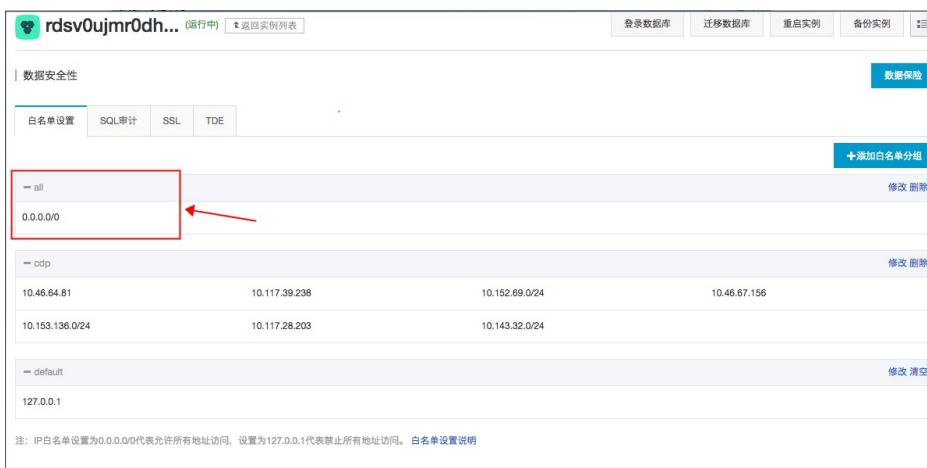 rdsv0ujmr0dh... (运行中) 返回实例列表 登录数据库 迁移数据库 重启实例 备份实例
数据安全性 数据保险
白名单设置 SQL审计 SSL TDE
+添加白名单分组
all 修改 删除
0.0.0.0/0
cdp 修改 删除
10.46.64.81 10.117.39.238 10.152.69.0/24 10.46.67.156
10.153.136.0/24 10.117.28.203 10.143.32.0/24
default 修改 清空
127.0.0.1
注：IP白名单设置为0.0.0.0/0代表允许所有地址访问，设置为127.0.0.1代表禁止所有地址访问。 白名单设置说明